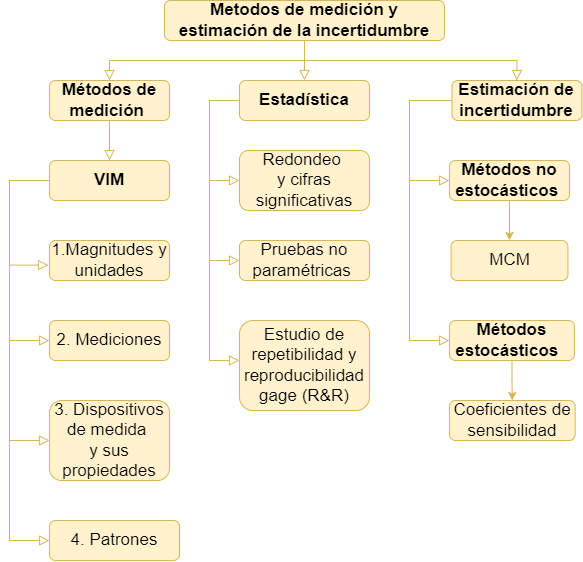 Metodos de medición y
estimación de la incertidumbre
Métodos de
medición
VIM
1.Magnitudes y
unidades
2. Mediciones
3. Dispositivos
de medida
y sus
propiedades
4. Patrones
Estadística
Redondeo
y cifras
significativas
Pruebas no
paramétricas
Estudio de
repetibilidad y
reproducibilidad
gage (R&R)
Estimación de
incertidumbre
Métodos no
estocásticos
MCM
Métodos
estocásticos
Coeficientes de
sensibilidad